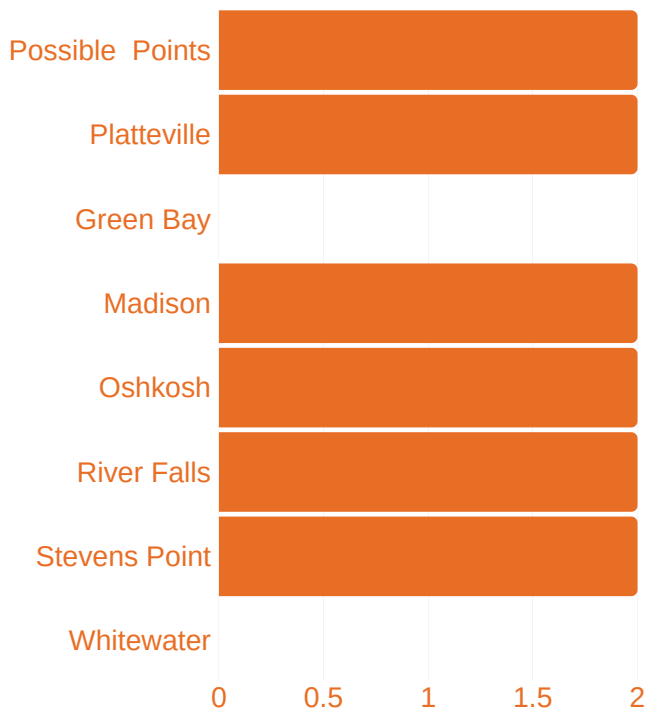 Possible  Points
Platteville
Green Bay
Madison
Oshkosh
River Falls
Stevens Point
Whitewater
0 0.5 1 1.5 2